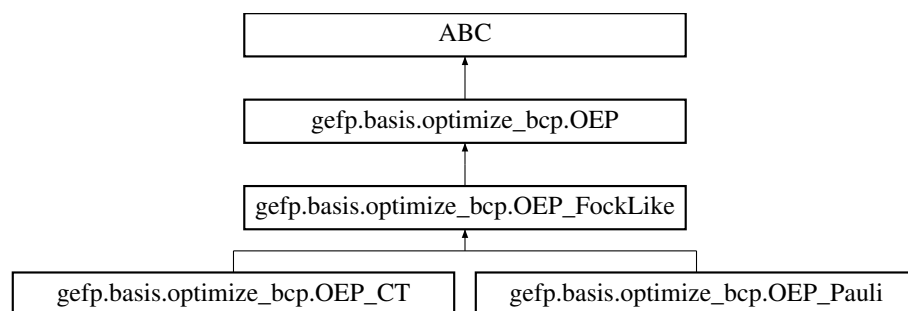 ABC
gefp.basis.optimize_bcp.OEP
gefp.basis.optimize_bcp.OEP_FockLike
gefp.basis.optimize_bcp.OEP_CT
gefp.basis.optimize_bcp.OEP_Pauli